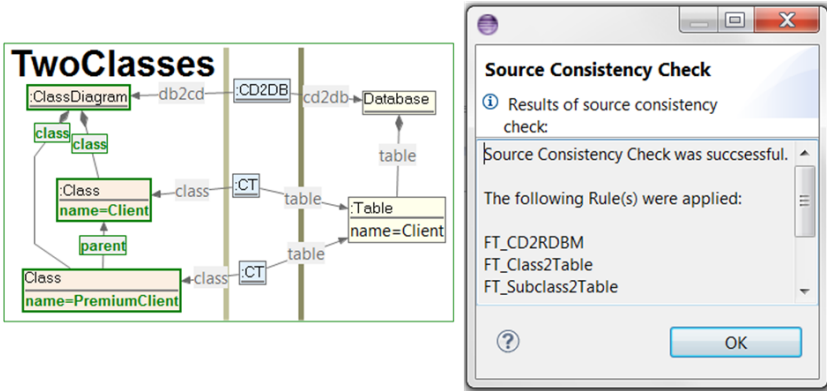 TwoClasses
:ClassDiagram
db2cd
:CD2DB
cd2db
Database
class
class
table
:Class
name=Client
class
:CT
table
:Table
name=Client
parent
table
Class
name=PremiumClient
class
:CT
X
Source Consistency Check
Results of source consistency
check:
Source Consistency Check was succsessful.
The following Rule(s) were applied:
FT_CD2RDBM
FT_Class2Table
FT_Subclass2Table
OK